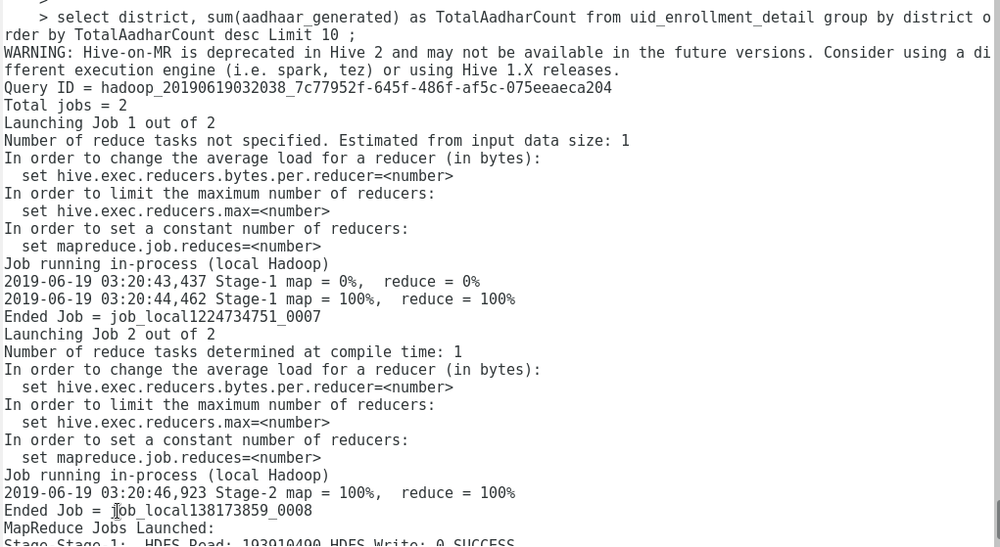 >
> select district, sum(aadhaar_generated) as TotalAadharCount from uid_enrollment_detail group by district o
rder by TotalAadharCount desc Limit 10 ;
WARNING: Hive-on-MR is deprecated in Hive 2 and may not be available in the future versions. Consider using a di
fferent execution engine (i.e. spark, tez) or using Hive 1.X releases.
Query ID = hadoop_20190619032038_7c77952f-645f-486f-af5c-075eeaeca204
Total jobs = 2
Launching Job 1 out of 2
Number of reduce tasks not specified. Estimated from input data size: 1
In order to change the average load for a reducer (in bytes):
  set hive.exec.reducers.bytes.per.reducer=<number>
In order to limit the maximum number of reducers:
  set hive.exec.reducers.max=<number>
In order to set a constant number of reducers:
  set mapreduce.job.reduces=<number>
Job running in-process (local Hadoop)
2019-06-19 03:20:43,437 Stage-1 map = 0%,  reduce = 0%
2019-06-19 03:20:44,462 Stage-1 map = 100%,  reduce = 100%
Ended Job = job_local1224734751_0007
Launching Job 2 out of 2
Number of reduce tasks determined at compile time: 1
In order to change the average load for a reducer (in bytes):
  set hive.exec.reducers.bytes.per.reducer=<number>
In order to limit the maximum number of reducers:
  set hive.exec.reducers.max=<number>
In order to set a constant number of reducers:
  set mapreduce.job.reduces=<number>
Job running in-process (local Hadoop)
2019-06-19 03:20:46,923 Stage-2 map = 100%,  reduce = 100%
Ended Job = job_local138173859_0008
MapReduce Jobs Launched:
Stage-Stage-1:  HDFS Read: 193910490 HDFS Write: 0 SUCCESS